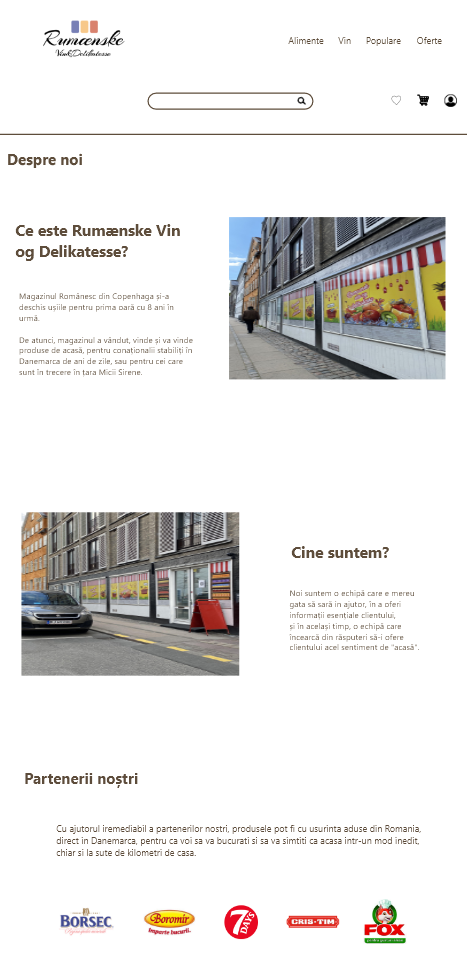 Rumænske
Vin&Delikatesse
Alimente Vin Populare Oferte
Despre noi
Ce este Rumænske Vin
og Delikatesse?
Magazinul Românesc din Copenhaga și-a
deschis ușiile pentru prima oară cu 8 ani în
urmă.
De atunci, magazinul a vândut, vinde și va vinde
produse de acasă, pentru conaționalii stabiliți în
Danemarca de ani de zile, sau pentru cei care
sunt în trecere în țara Micii Sirene.
Cine suntem?
Noi suntem o echipă care e mereu
gata să sară in ajutor, în a oferi
informații esențiale clientului,
și în același timp, o echipă care
încearcă din răsputeri să-i ofere
clientului acel sentiment de "acasă".
Partenerii noștri
Cu ajutorul iremediabil a partenerilor nostri, produsele pot fi cu usurinta aduse din Romania,
direct in Danemarca, pentru ca voi sa va bucurati si sa va simtiti ca acasa intr-un mod inedit,
chiar si la sute de kilometri de casa.
BORSEC
Boromir
Împarte bucurii.
7
DAYS
CRIS-TIM
FOX